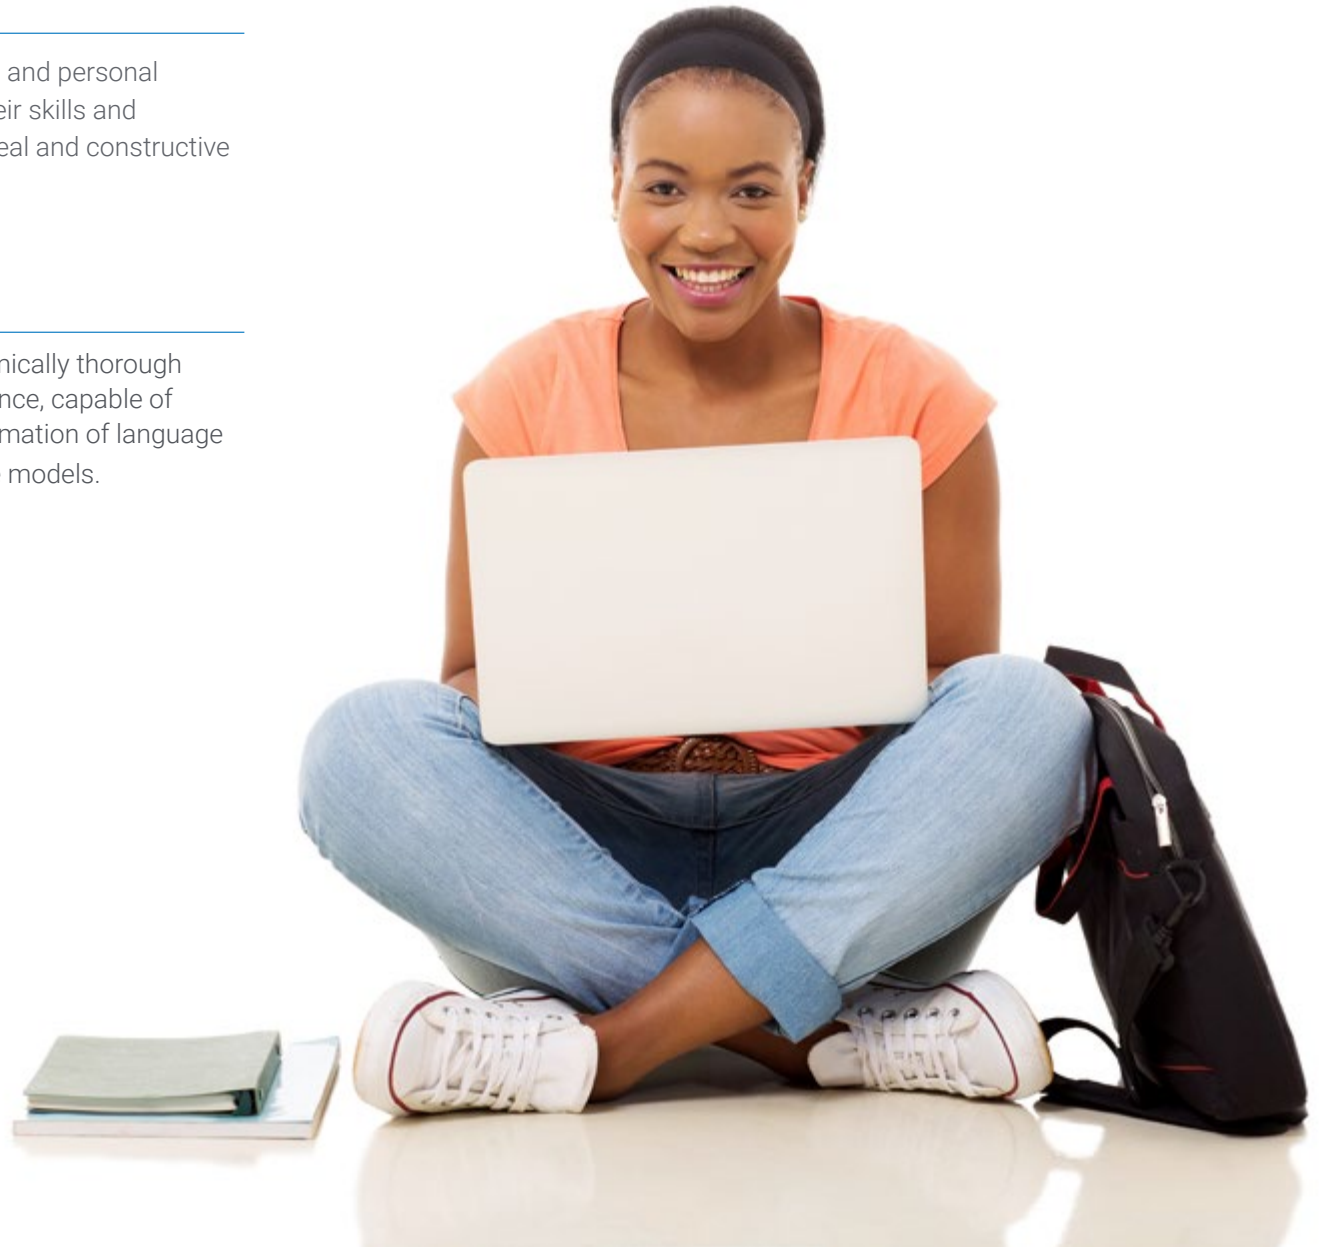 and personal
eir skills and
eal and constructive
nically thorough
nce, capable of
mation of language
models.